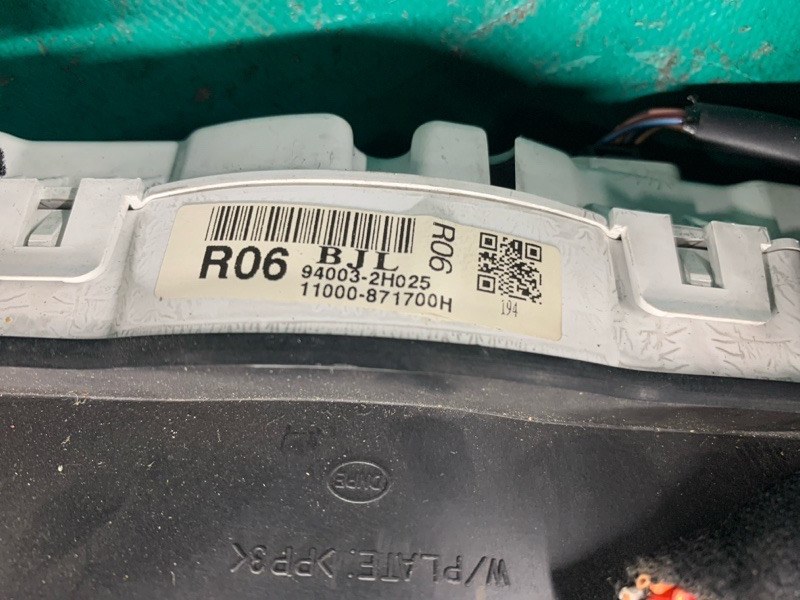 R06 BJL R06
94003-2H025
11000-871700H
194
W/PLATE: >PP3<